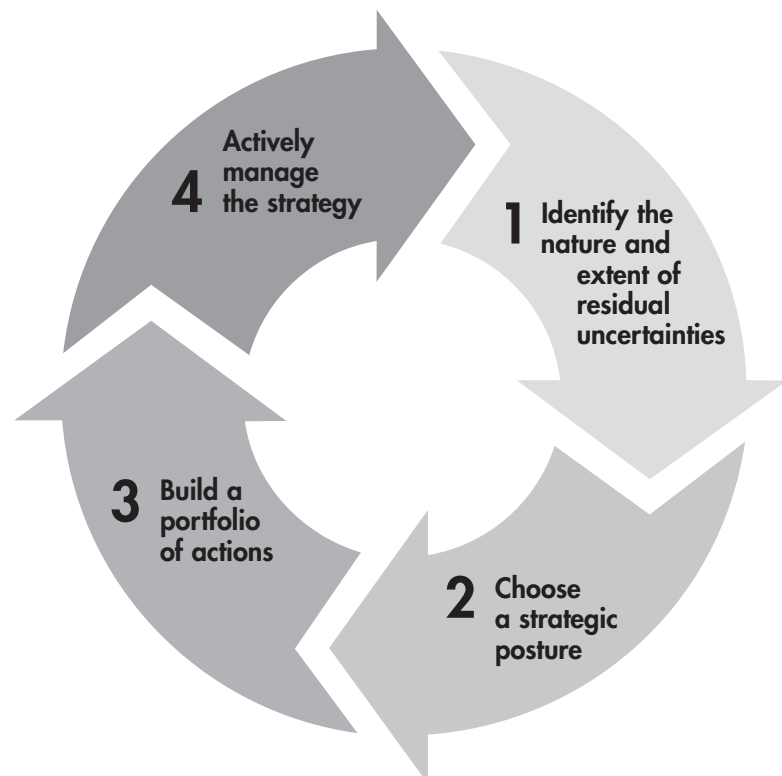 1 Identify the
nature and
extent of
residual
uncertainties
2 Choose
a strategic
posture
3 Build a
portfolio
of actions
4 Actively
manage
the strategy